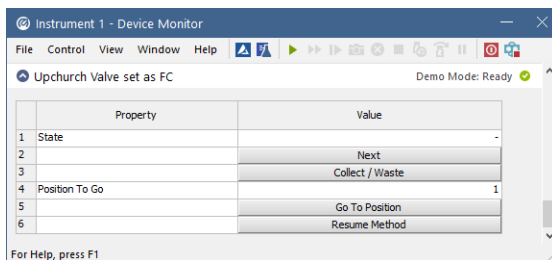 Instrument 1 - Device Monitor
File Control View Window Help
Upchurch Valve set as FC Demo Mode: Ready
Property Value
1 State -
2 Next
3 Collect / Waste
4 Position To Go 1
5 Go To Position
6 Resume Method
For Help, press F1